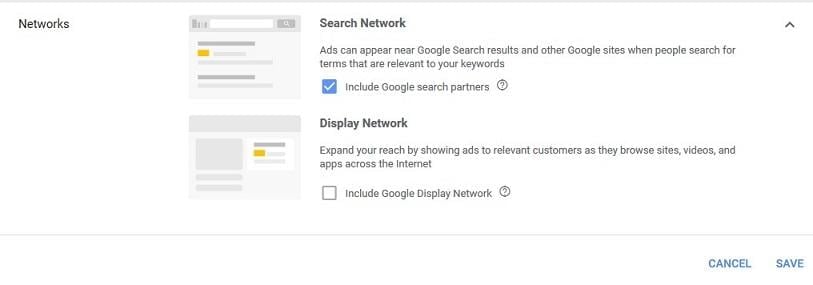 Networks
Search Network
Ads can appear near Google Search results and other Google sites when people search for
terms that are relevant to your keywords
Include Google search partners
Display Network
Expand your reach by showing ads to relevant customers as they browse sites, videos, and
apps across the Internet
Include Google Display Network
CANCEL SAVE